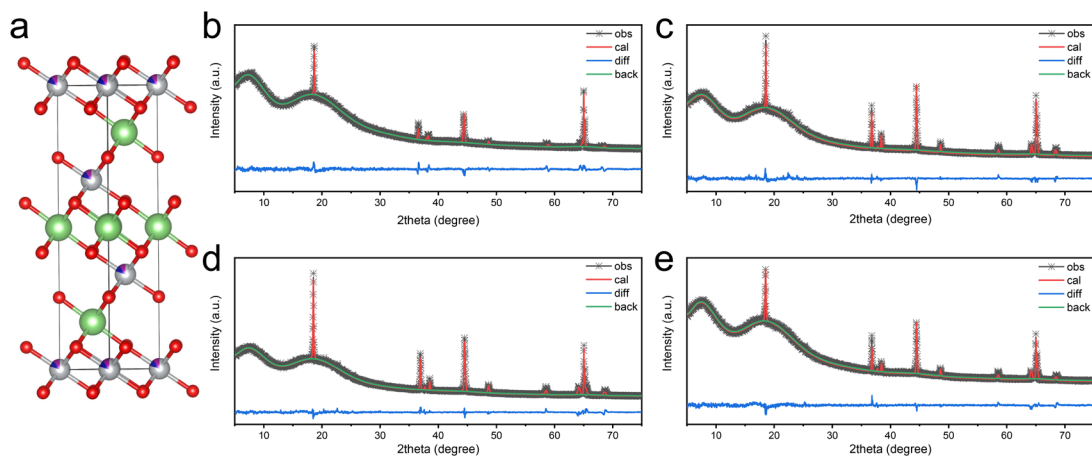 a
b
Intensity (a.u.)
obs
cal
diff
back
10 20 30 40 50 60 70
2theta (degree)
c
Intensity (a.u.)
obs
cal
diff
back
10 20 30 40 50 60 70
2theta (degree)
d
Intensity (a.u.)
obs
cal
diff
back
10 20 30 40 50 60 70
2theta (degree)
e
Intensity (a.u.)
obs
cal
diff
back
10 20 30 40 50 60 70
2theta (degree)